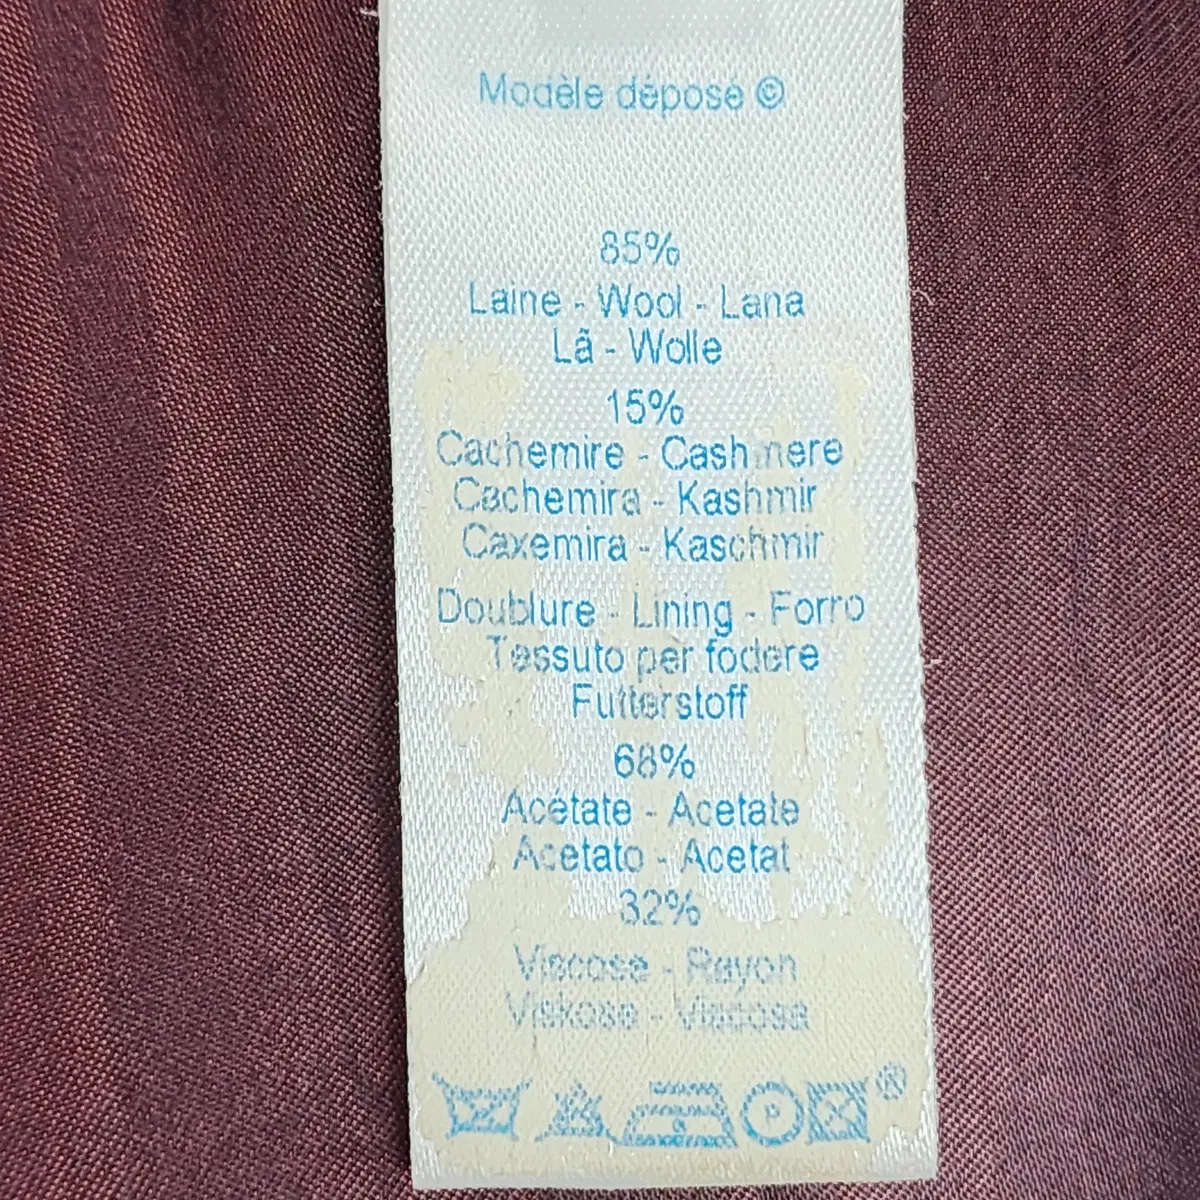 Modèle déposé ©
85%
Laine - Wool - Lana
Lã - Wolle
15%
Cachemire - Cashmere
Cachemira - Kashmir
Caxemira - Kaschmir
Doublure - Lining - Forro
Tessuto per fodere
Futterstoff
68%
Acétate - Acetate
Acetato - Acetat
32%
Viscose - Rayon
Viskose - Viscosa
P ®